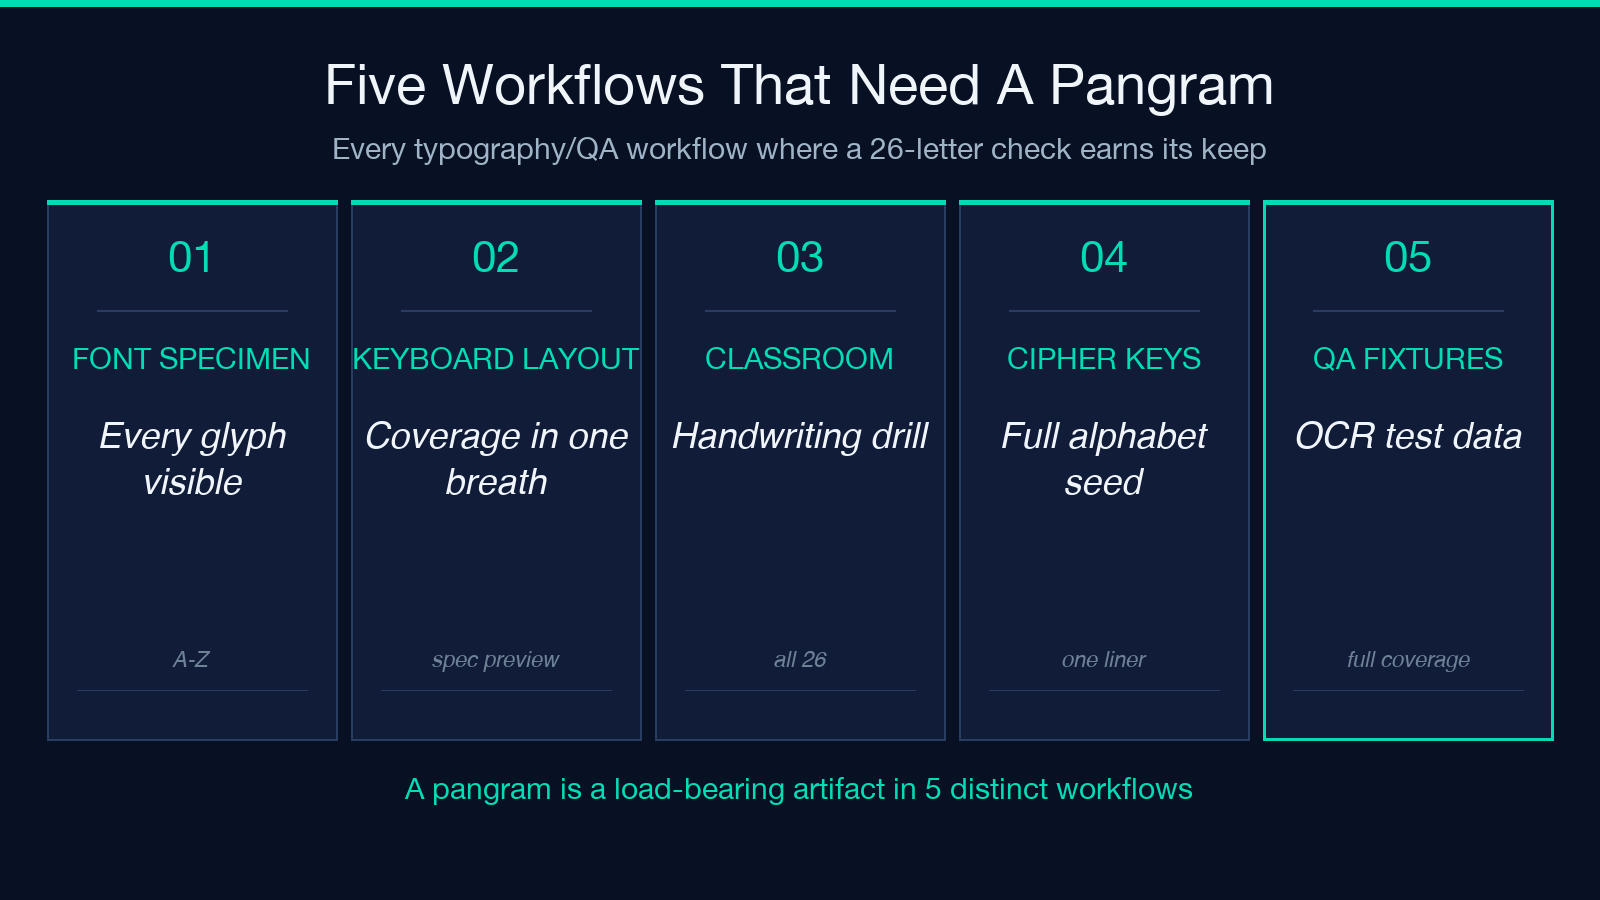 Five Workflows That Need A Pangram
Every typography/QA workflow where a 26-letter check earns its keep
01
FONT SPECIMEN
Every glyph
visible
A-Z
02
KEYBOARD LAYOUT
Coverage in one
breath
spec preview
03
CLASSROOM
Handwriting drill
all 26
04
CIPHER KEYS
Full alphabet
seed
one liner
05
QA FIXTURES
OCR test data
full coverage
A pangram is a load-bearing artifact in 5 distinct workflows